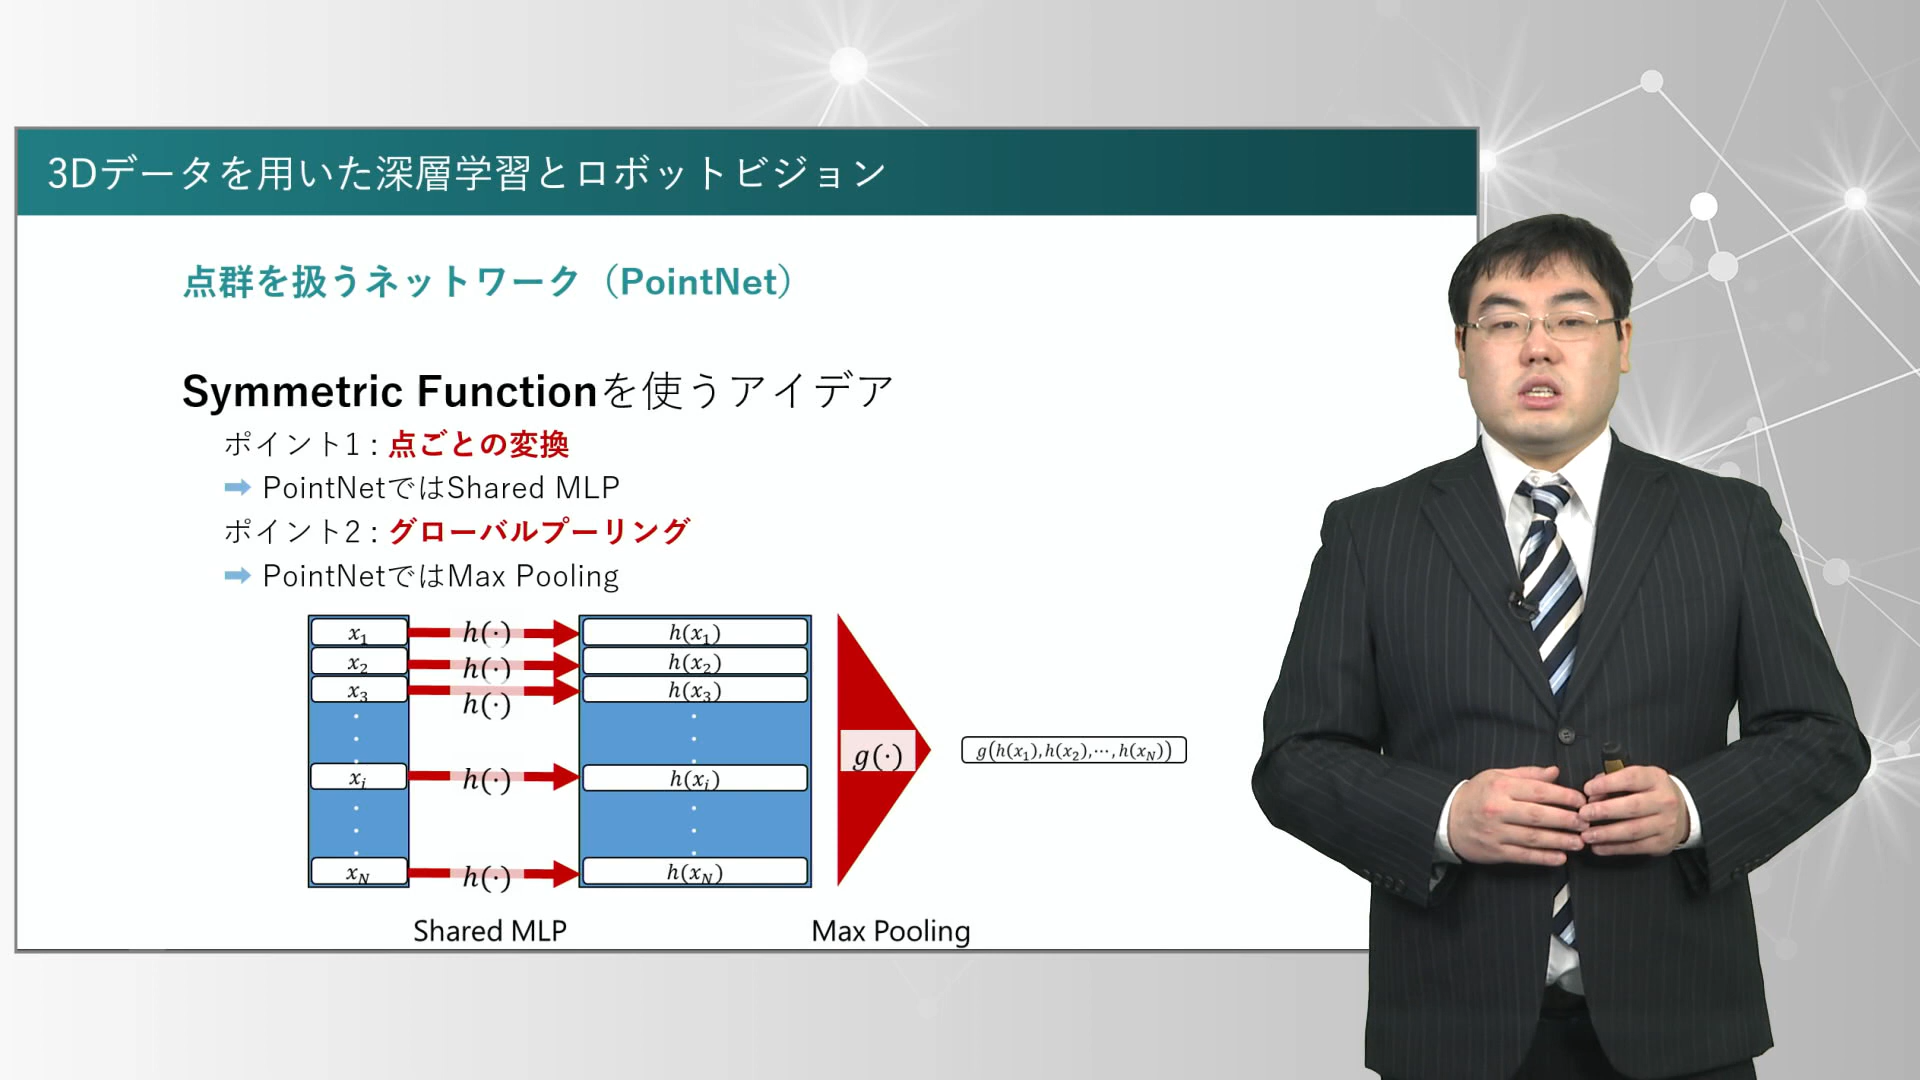 3Dデータを用いた深層学習とロボットビジョン
点群を扱うネットワーク（PointNet）
Symmetric Functionを使うアイデア
ポイント1：点ごとの変換
➡ PointNetではShared MLP
ポイント2：グローバルプーリング
➡ PointNetではMax Pooling
x₁ h(·) h(x₁)
x₂ h(·) h(x₂)
x₃ h(·) h(x₃)
xᵢ h(·) h(xᵢ)
x_N h(·) h(x_N)
g(·)
g(h(x₁),h(x₂),⋯,h(x_N))
Shared MLP
Max Pooling